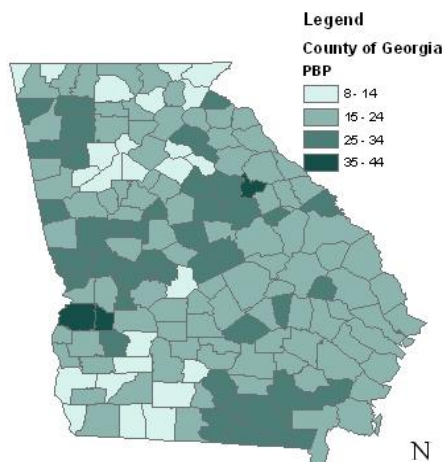 Legend
County of Georgia
PBP
8 - 14
15 - 24
25 - 34
35 - 44
N